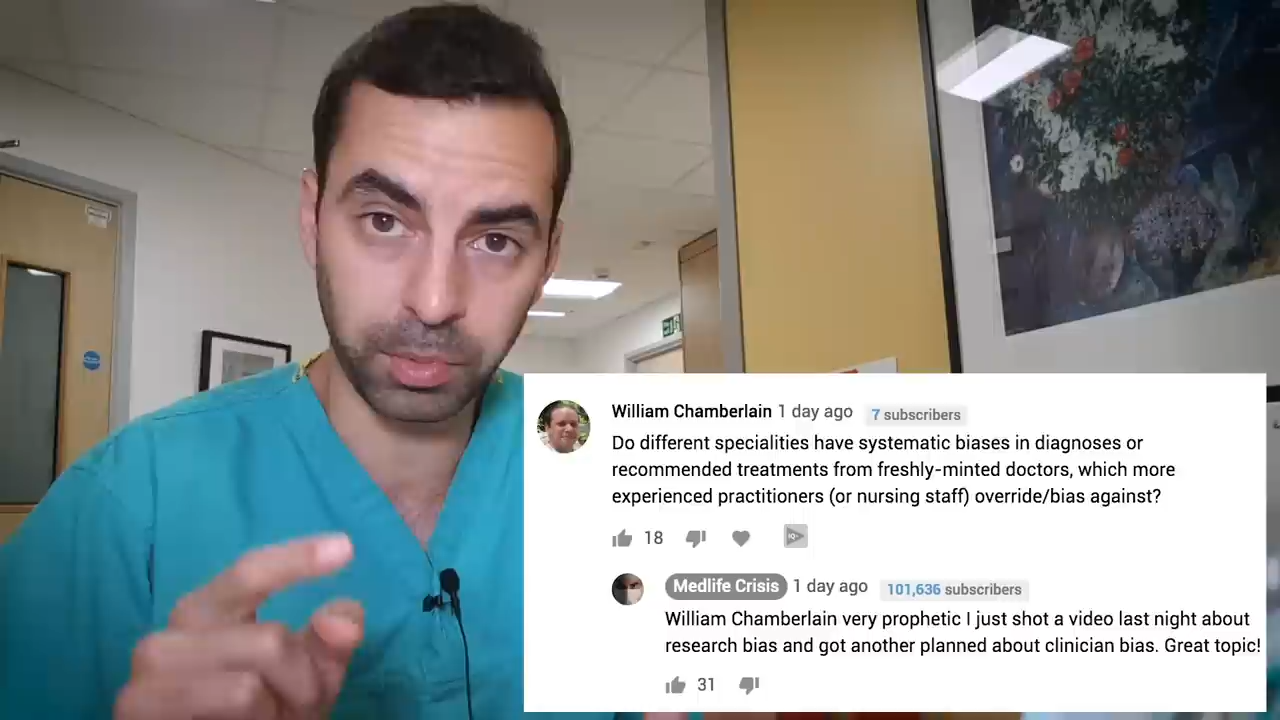 William Chamberlain 1 day ago 7 subscribers
Do different specialities have systematic biases in diagnoses or
recommended treatments from freshly-minted doctors, which more
experienced practitioners (or nursing staff) override/bias against?
18
Medlife Crisis 1 day ago 101,636 subscribers
William Chamberlain very prophetic I just shot a video last night about
research bias and got another planned about clinician bias. Great topic!
31